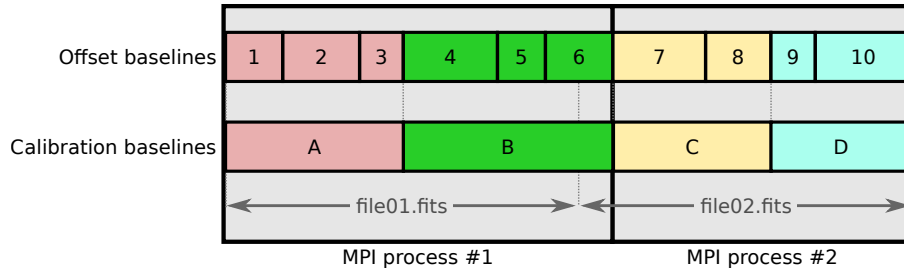 Offset baselines 1 2 3 4 5 6 7 8 9 10
Calibration baselines A B C D
file01.fits file02.fits
MPI process #1 MPI process #2